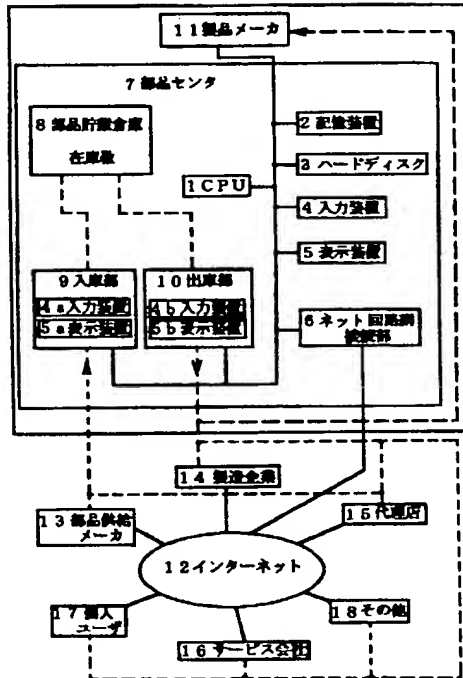 11製品メーカ
7部品センタ
8部品貯蔵倉庫
在庫数
2記憶装置
3ハードディスク
1CPU
4入力装置
5表示装置
9入庫部
4a入力装置
5a表示装置
10出庫部
4b入力装置
5b表示装置
6ネット回路網
接続部
14製造企業
13部品供給
メーカ
15代理店
12インターネット
17個人
ユーザ
18その他
16サービス会社